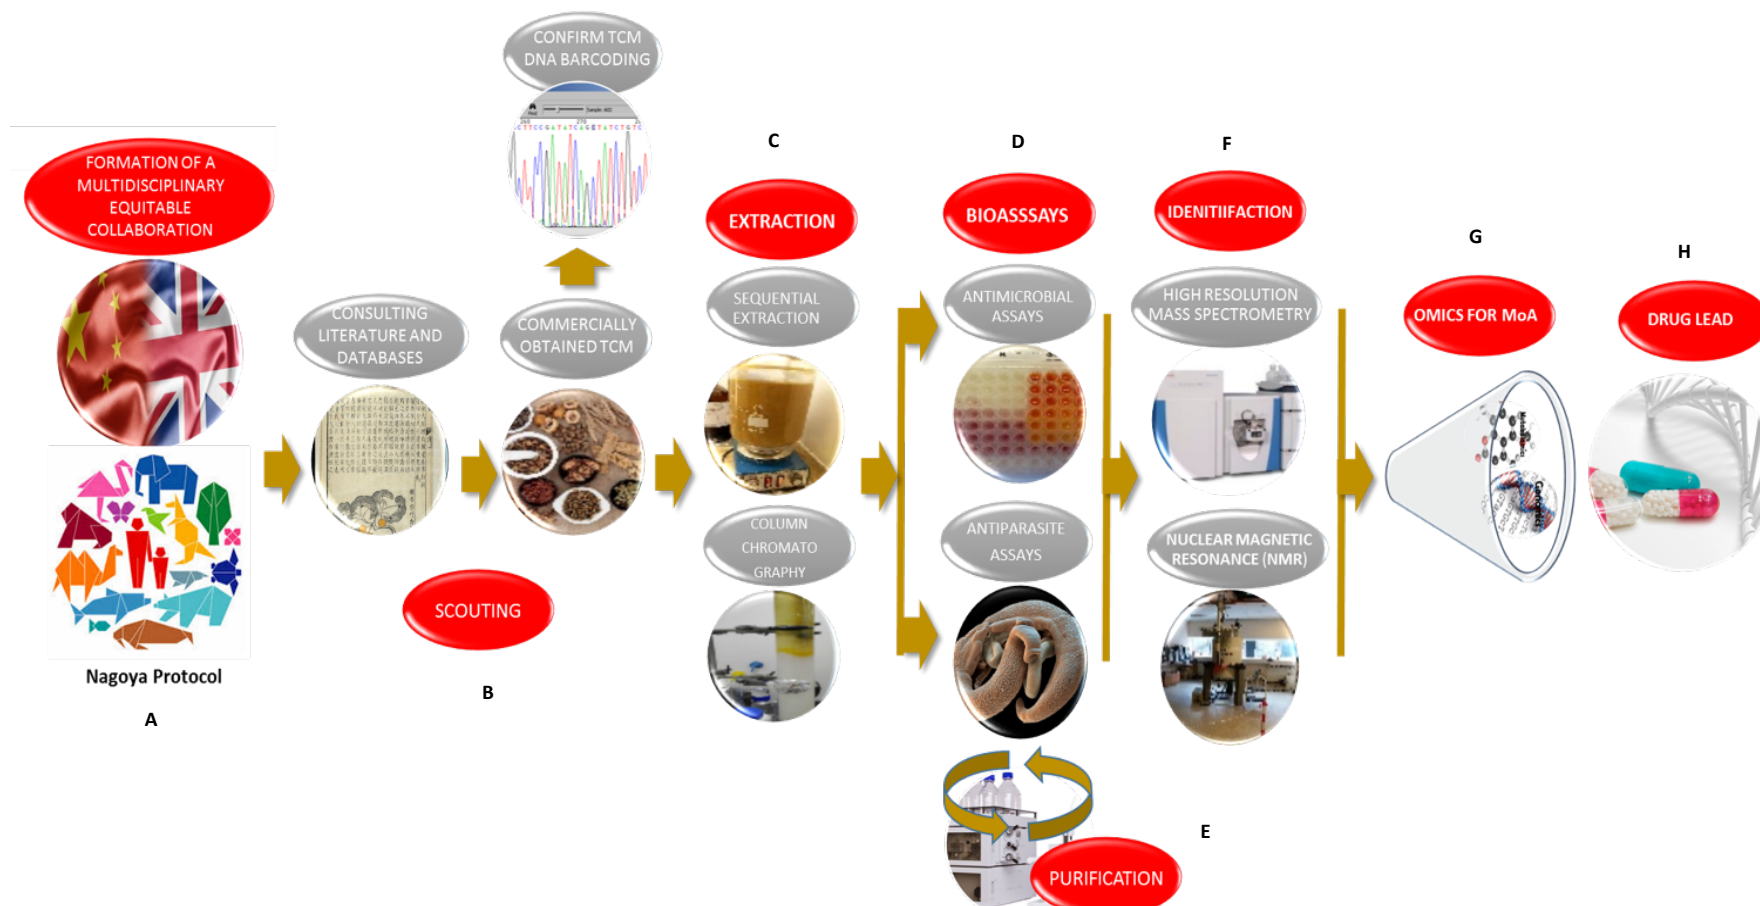 FORMATION OF A
MULTIDISCIPLINARY
EQUITABLE
COLLABORATION
Nagoya Protocol
A
CONFIRM TCM
DNA BARCODING
CONSULTING
LITERATURE AND
DATABASES
COMMERCIALLY
OBTAINED TCM
SCOUTING
B
C
EXTRACTION
SEQUENTIAL
EXTRACTION
COLUMN
CHROMATO
GRAPHY
D
BIOASSSAYS
ANTIMICROBIAL
ASSAYS
ANTIPARASITE
ASSAYS
E
PURIFICATION
F
IDENITIIFACTION
HIGH RESOLUTION
MASS SPECTROMETRY
NUCLEAR MAGNETIC
RESONANCE (NMR)
G
OMICS FOR MoA
H
DRUG LEAD